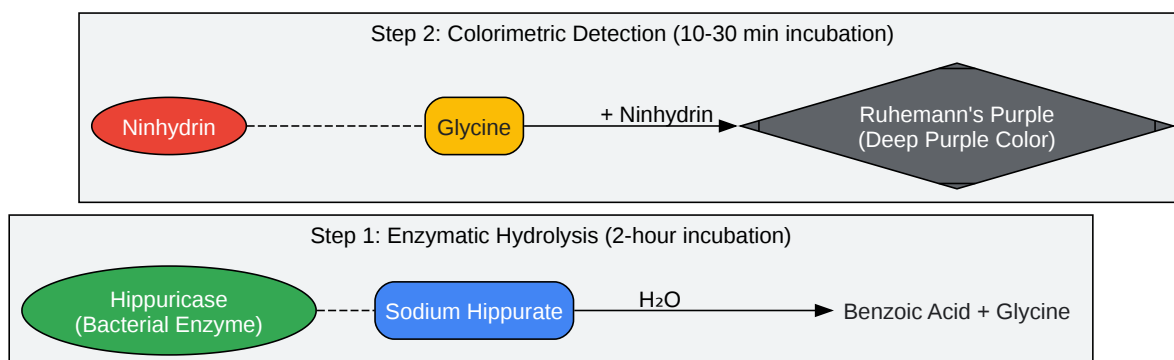 Step 2: Colorimetric Detection (10-30 min incubation)
Ninhydrin
Glycine
+ Ninhydrin
Ruhemann's Purple
(Deep Purple Color)
Step 1: Enzymatic Hydrolysis (2-hour incubation)
Hippuricase
(Bacterial Enzyme)
Sodium Hippurate
H₂O
Benzoic Acid + Glycine